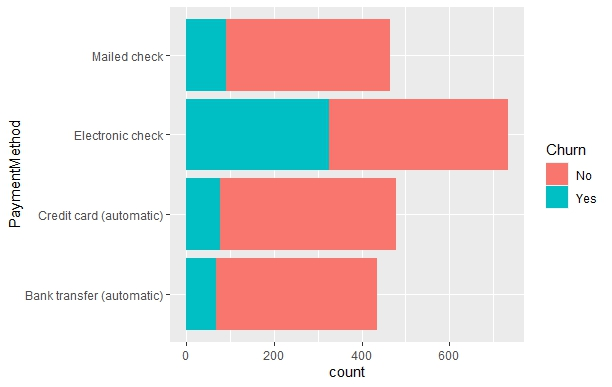 Mailed check
Electronic check
Credit card (automatic)
Bank transfer (automatic)
PaymentMethod
0
200
400
600
count
Churn
No
Yes